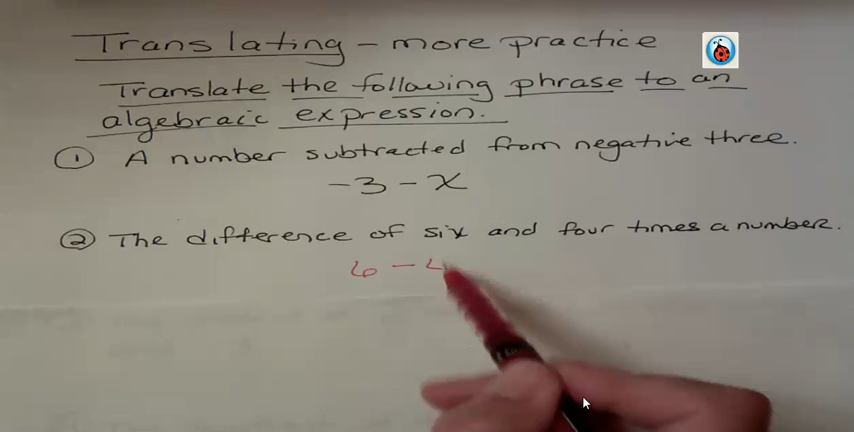 Translating - more practice
Translate the following phrase to an
algebraic expression.
① A number subtracted from negative three.
-3 - x
② The difference of six and four times a number.
6 - 4